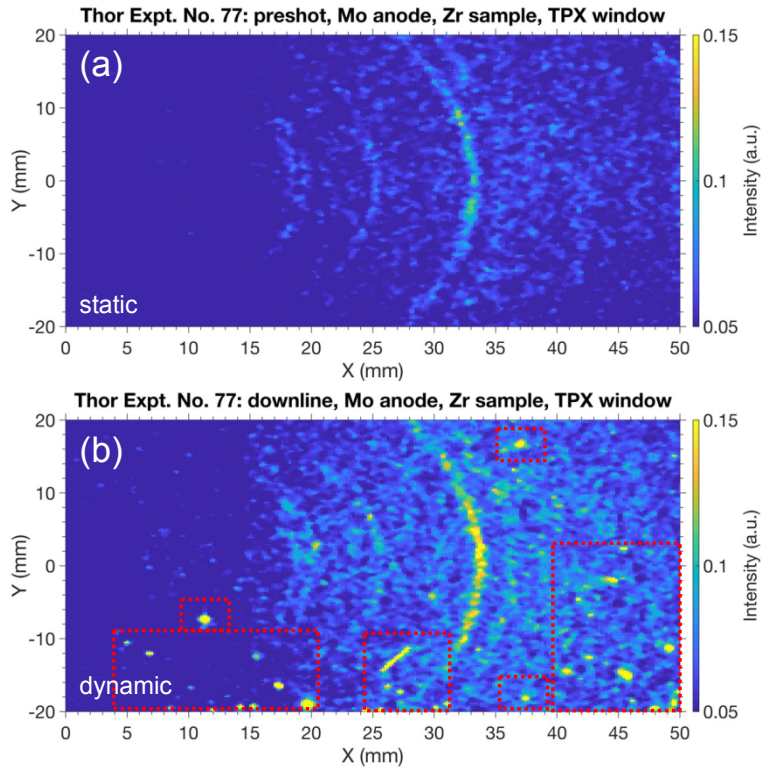 Thor Expt. No. 77: preshot, Mo anode, Zr sample, TPX window
(a)
20
10
0
-10
-20
Y (mm)
static
0 5 10 15 20 25 30 35 40 45 50
X (mm)
0.15
0.1
0.05
Intensity (a.u.)
Thor Expt. No. 77: downline, Mo anode, Zr sample, TPX window
(b)
20
10
0
-10
-20
Y (mm)
dynamic
0 5 10 15 20 25 30 35 40 45 50
X (mm)
0.15
0.1
0.05
Intensity (a.u.)